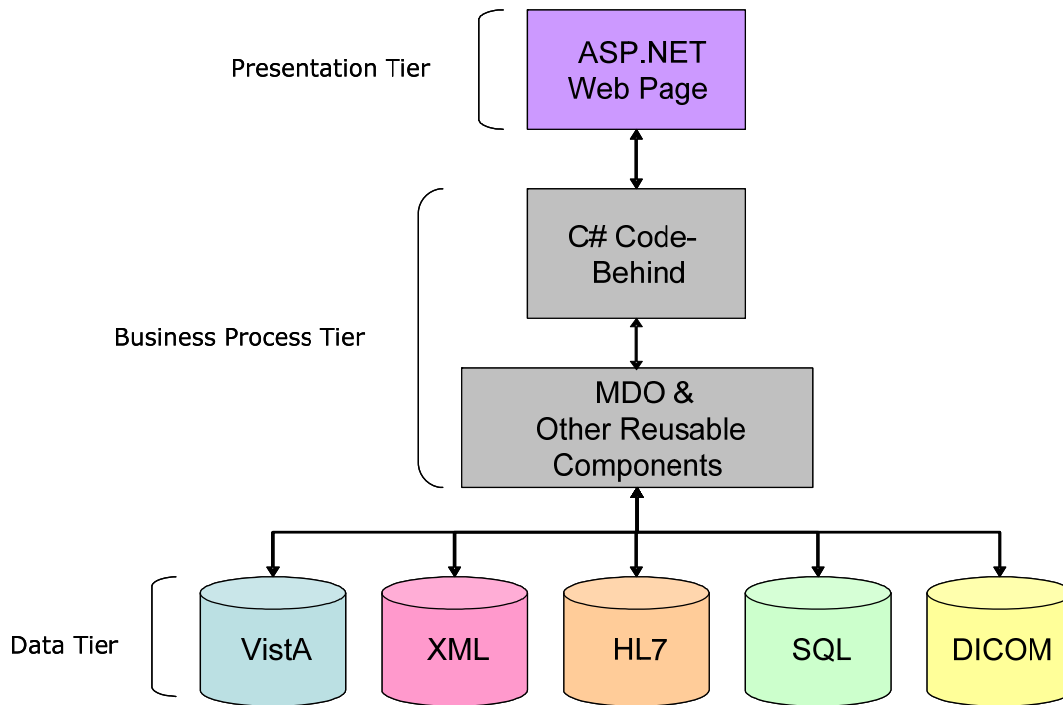 Presentation Tier
ASP.NET
Web Page
C# Code-
Behind
Business Process Tier
MDO &
Other Reusable
Components
Data Tier
VistA
XML
HL7
SQL
DICOM